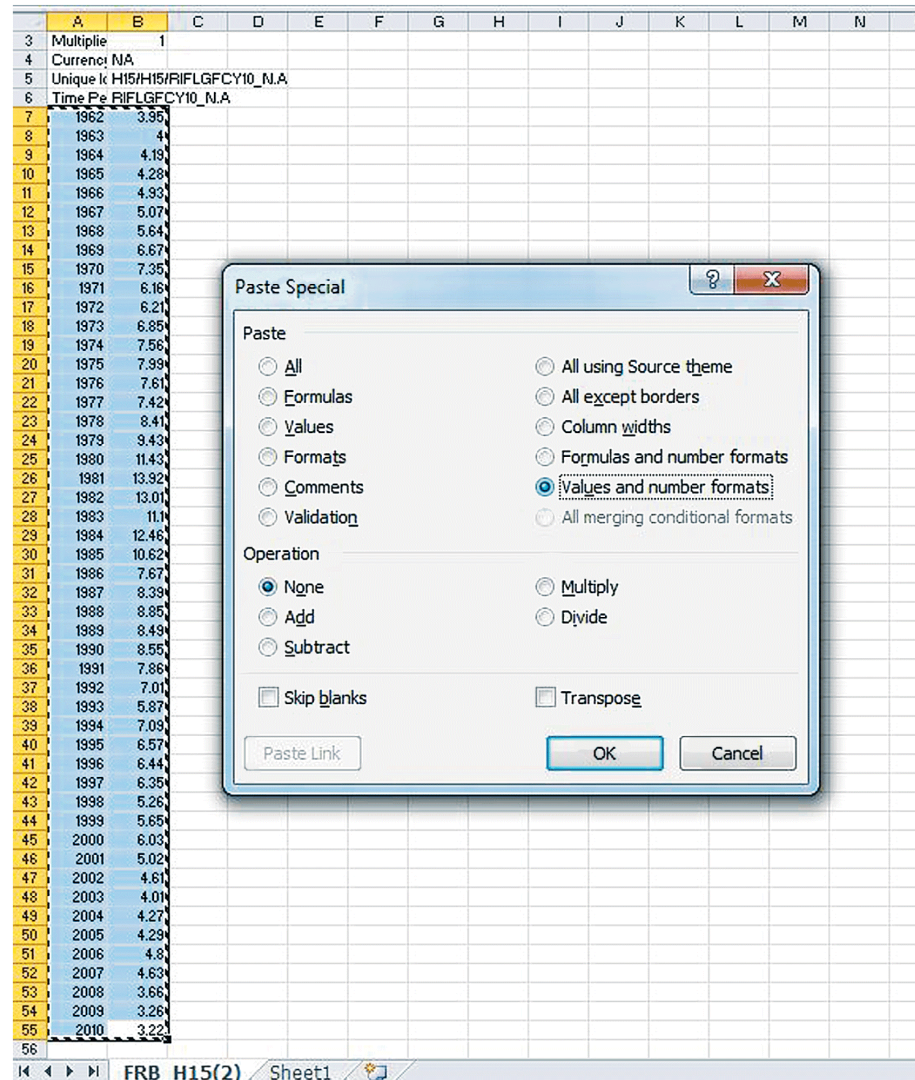 A B C D E F G H I J K L M N
3 Multiplie 1
4 Currency NA
5 Unique Id H15/H15/RIFLGFCY10_N.A
6 Time Pe RIFLGFCY10_N.A
7 1962 3.95
8 1963 4
9 1964 4.19
10 1965 4.28
11 1966 4.93
12 1967 5.07
13 1968 5.64
14 1969 6.67
15 1970 7.35
16 1971 6.16
17 1972 6.21
18 1973 6.85
19 1974 7.56
20 1975 7.99
21 1976 7.61
22 1977 7.42
23 1978 8.41
24 1979 9.43
25 1980 11.43
26 1981 13.92
27 1982 13.01
28 1983 11.1
29 1984 12.46
30 1985 10.62
31 1986 7.67
32 1987 8.39
33 1988 8.85
34 1989 8.49
35 1990 8.55
36 1991 7.86
37 1992 7.01
38 1993 5.87
39 1994 7.09
40 1995 6.57
41 1996 6.44
42 1997 6.35
43 1998 5.26
44 1999 5.65
45 2000 6.03
46 2001 5.02
47 2002 4.61
48 2003 4.01
49 2004 4.27
50 2005 4.29
51 2006 4.8
52 2007 4.63
53 2008 3.66
54 2009 3.26
55 2010 3.22
56
Paste Special ? X
Paste
All All using Source theme
Formulas All except borders
Values Column widths
Formats Formulas and number formats
Comments Values and number formats
Validation All merging conditional formats
Operation
None Multiply
Add Divide
Subtract
Skip blanks Transpose
Paste Link OK Cancel
FRB_H15(2) Sheet1